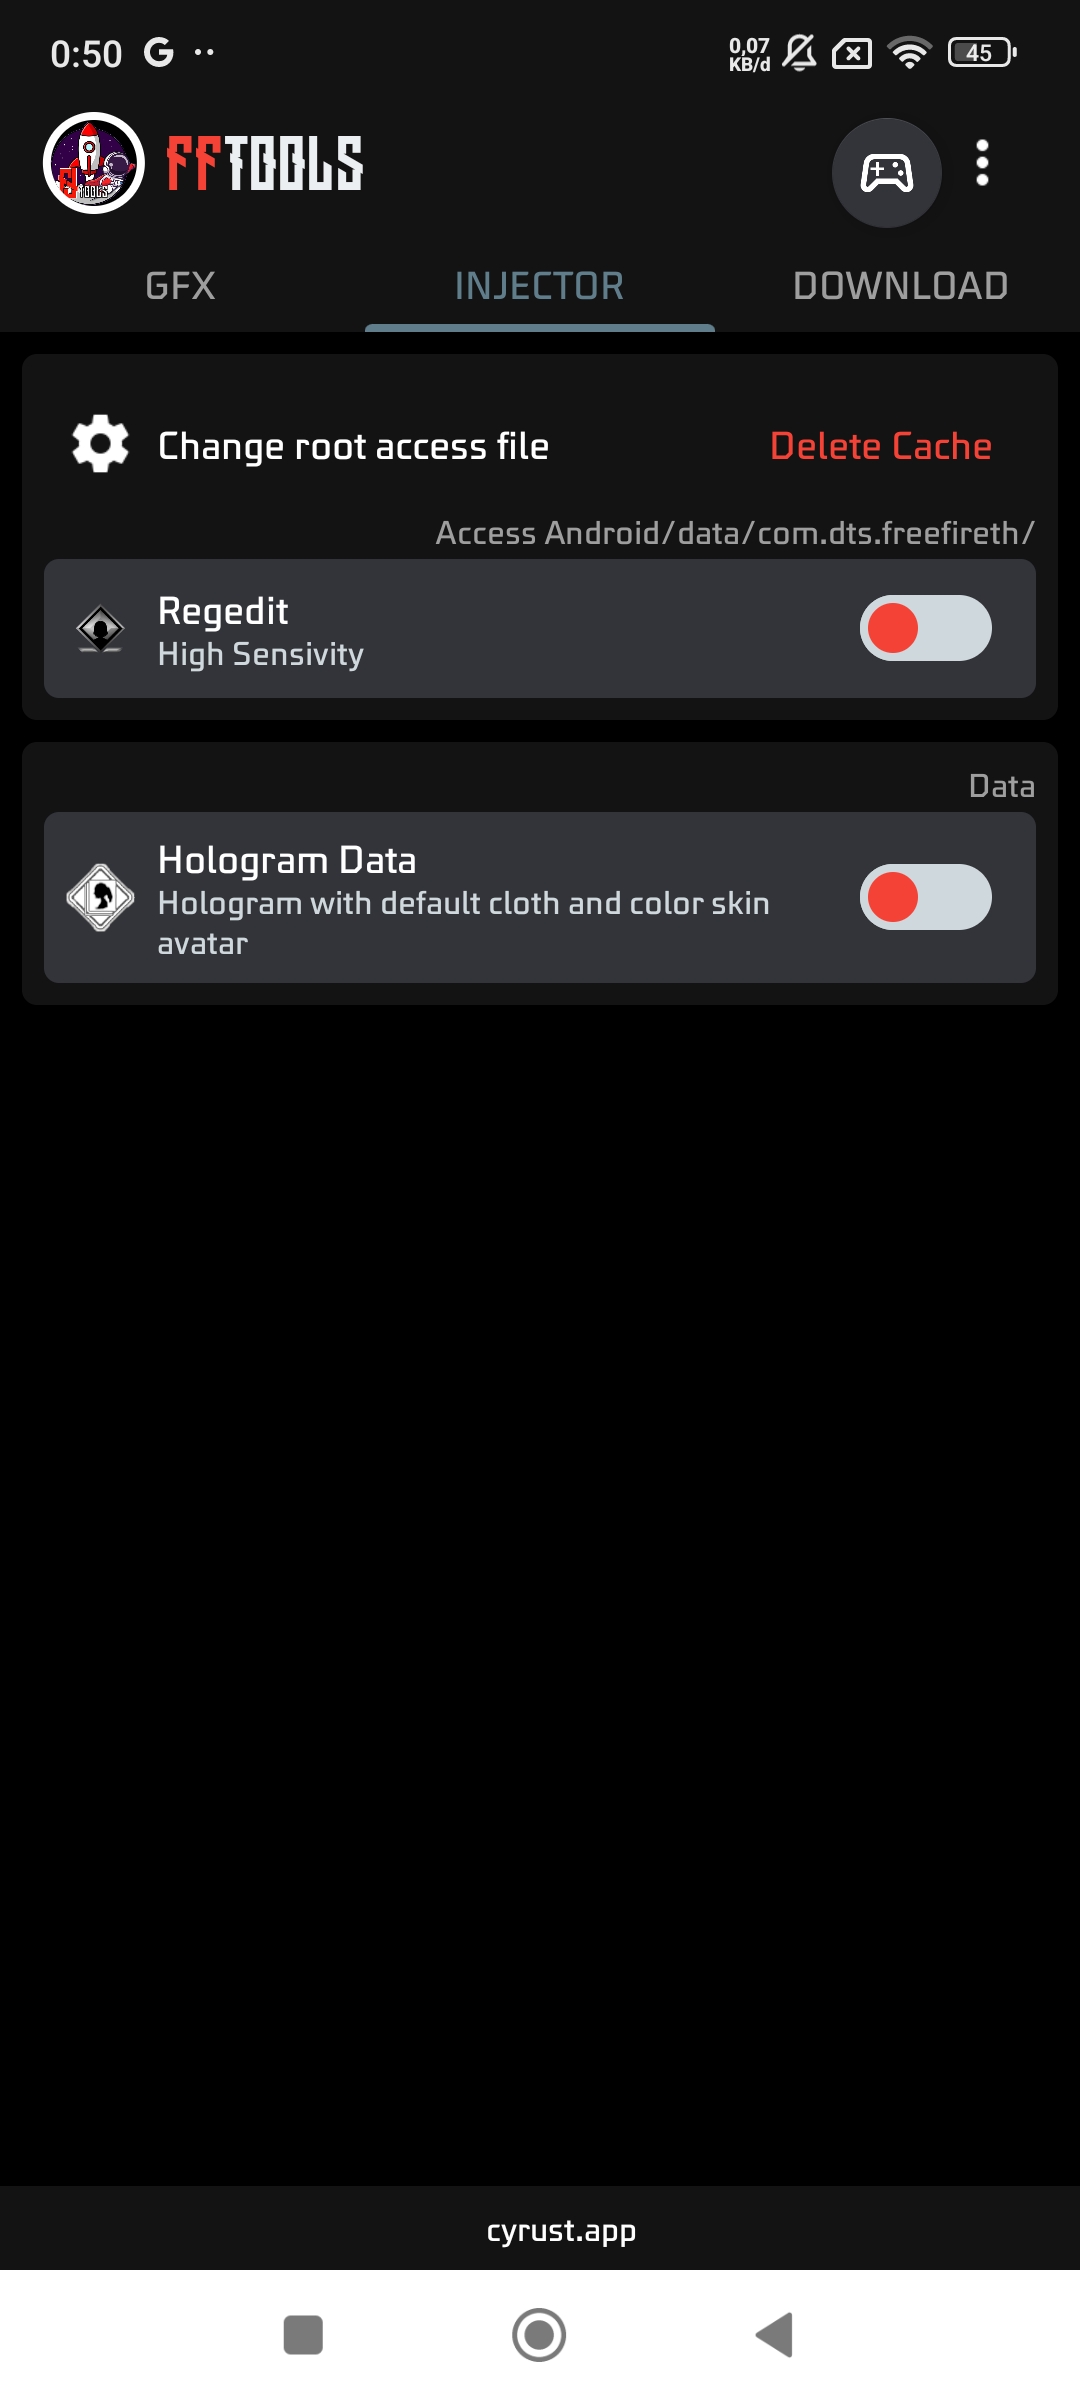 0:50 G
0,07
KB/d
45
FFTOOLS
GFX
INJECTOR
DOWNLOAD
Change root access file
Delete Cache
Access Android/data/com.dts.freefireth/
Regedit
High Sensivity
Data
Hologram Data
Hologram with default cloth and color skin
avatar
cyrust.app